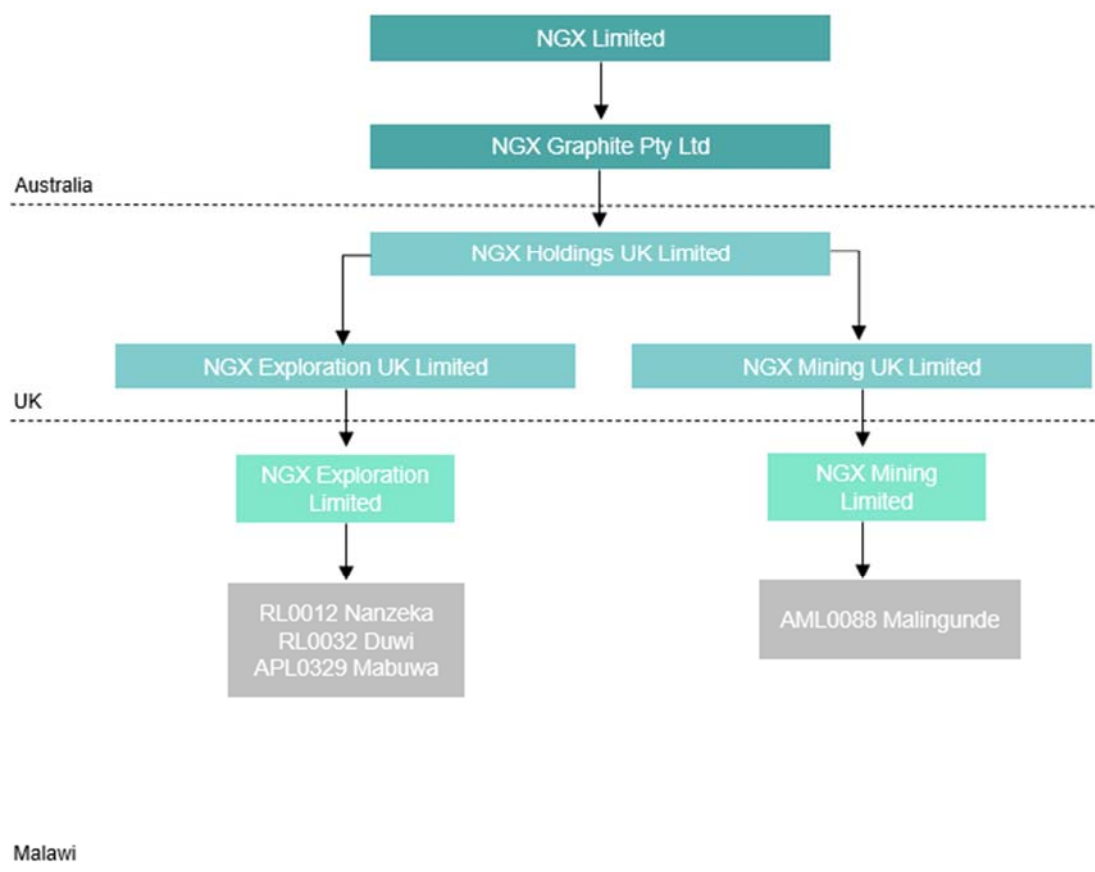 NGX Limited
NGX Graphite Pty Ltd
Australia
NGX Holdings UK Limited
NGX Exploration UK Limited
NGX Mining UK Limited
UK
NGX Exploration
Limited
NGX Mining
Limited
RL0012 Nanzeka
RL0032 Duwi
APL0329 Mabuwa
AML0088 Malingunde
Malawi